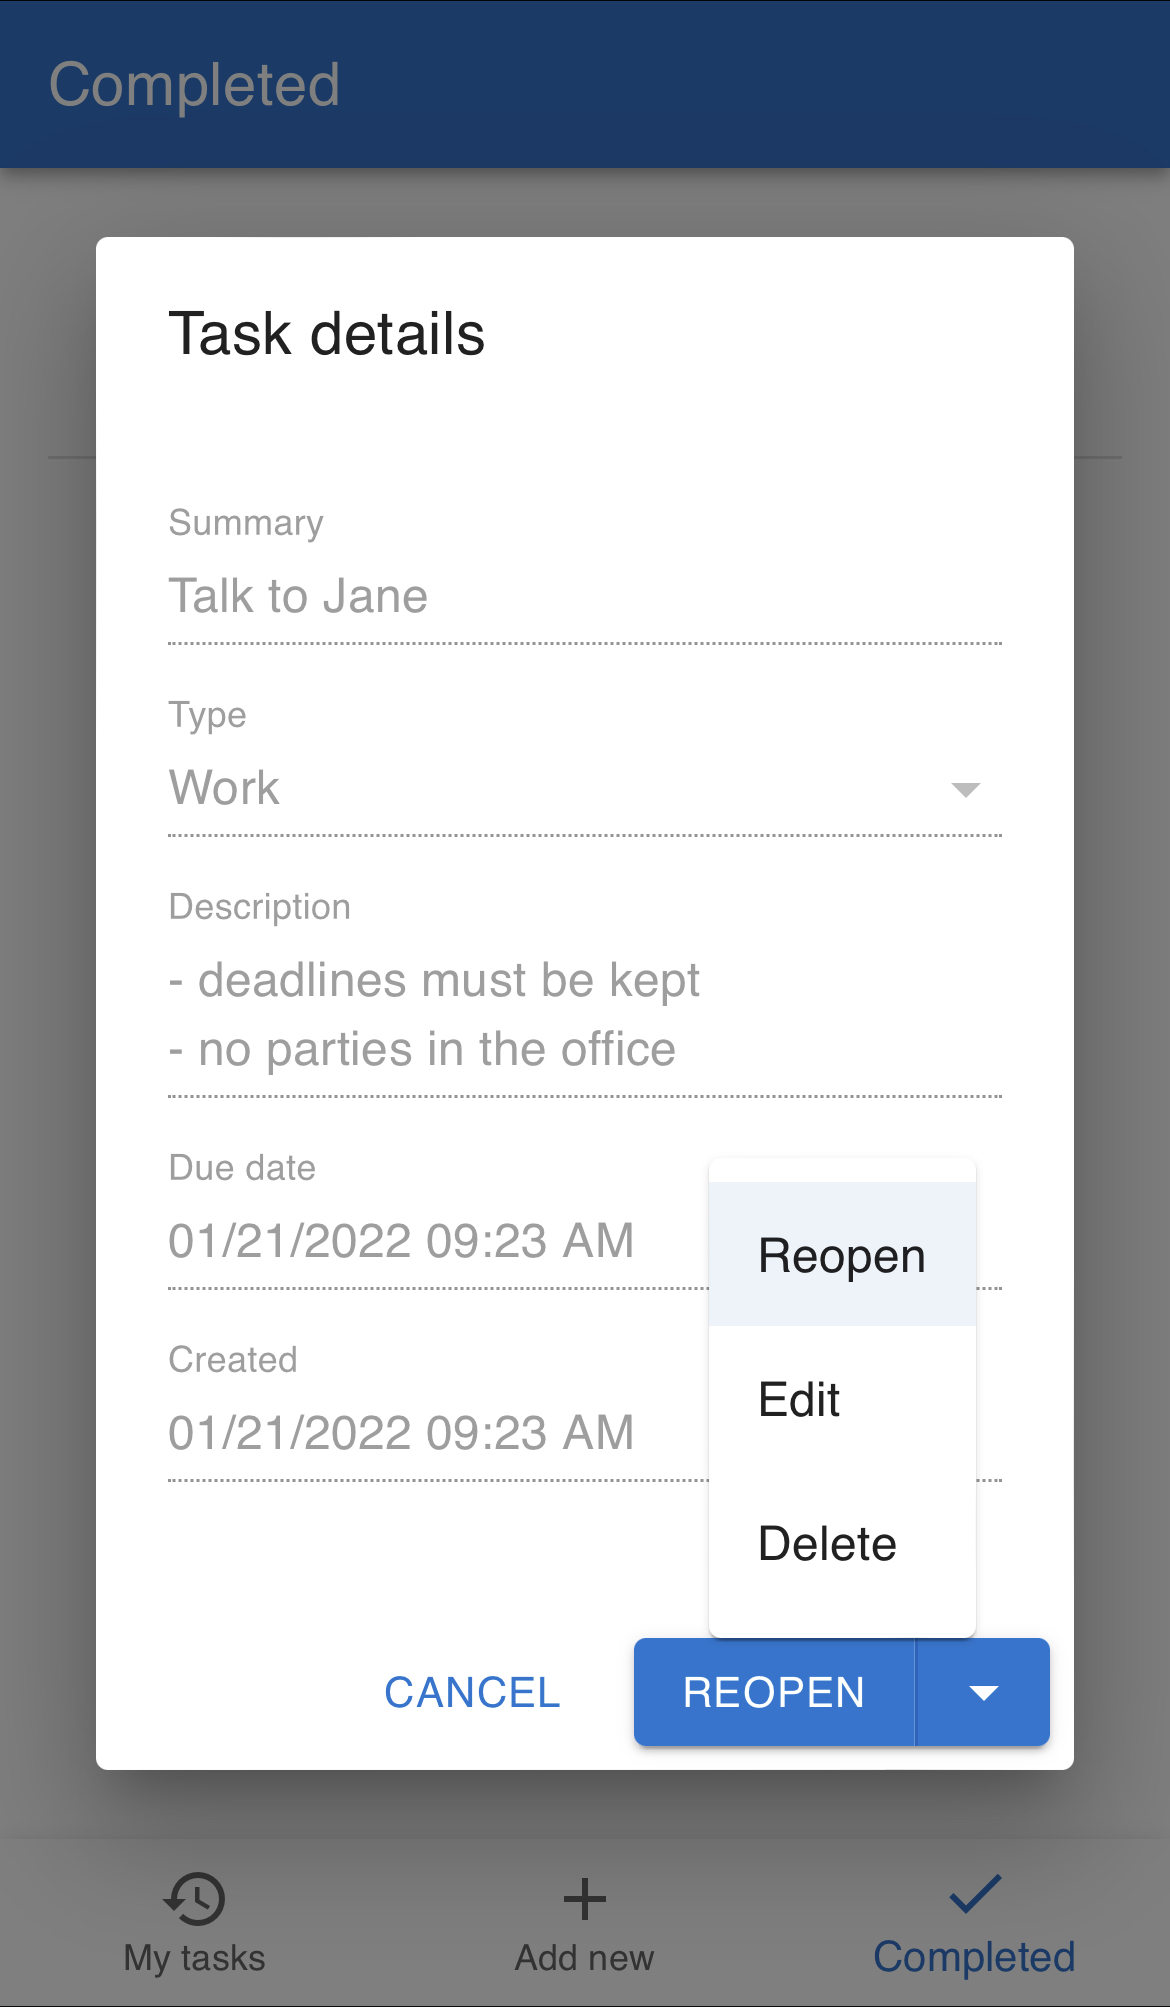 Completed
Task details
Summary
Talk to Jane
Type
Work
Description
- deadlines must be kept
- no parties in the office
Due date
01/21/2022 09:23 AM
Created
01/21/2022 09:23 AM
Reopen
Edit
Delete
CANCEL
REOPEN
My tasks
Add new
Completed